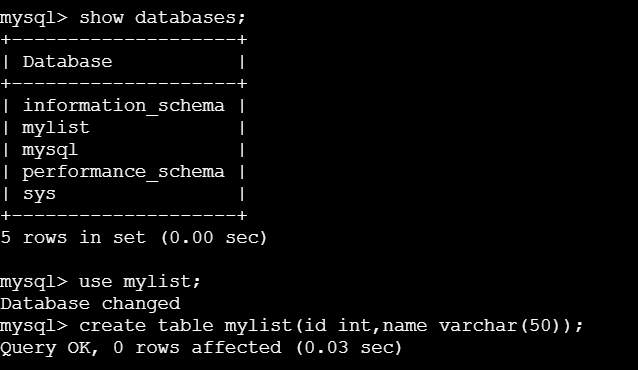 mysql> show databases;
+--------------------+
| Database           |
+--------------------+
| information_schema |
| mylist             |
| mysql              |
| performance_schema |
| sys                |
+--------------------+
5 rows in set (0.00 sec)
mysql> use mylist;
Database changed
mysql> create table mylist(id int,name varchar(50));
Query OK, 0 rows affected (0.03 sec)